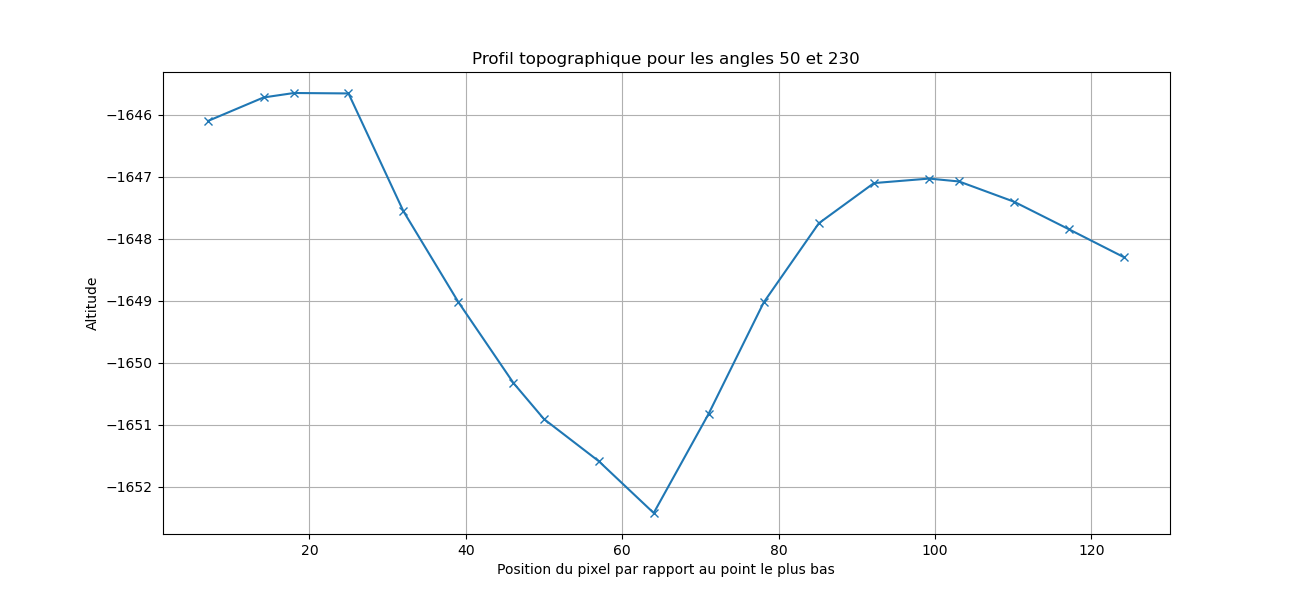 Profil topographique pour les angles 50 et 230
Altitude
−1646
−1647
−1648
−1649
−1650
−1651
−1652
20 40 60 80 100 120
Position du pixel par rapport au point le plus bas